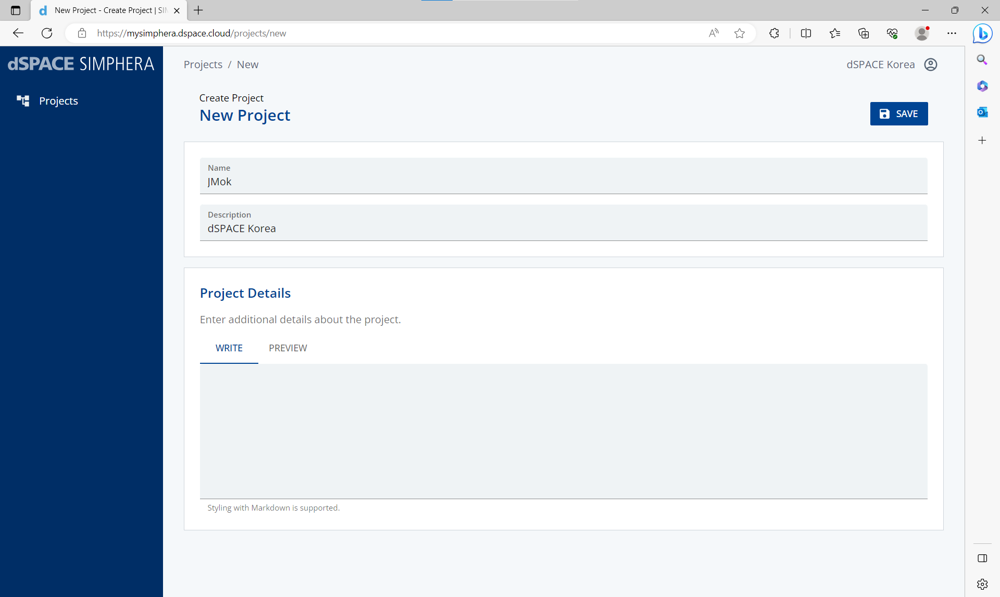 New Project - Create Project | SIM
https://mysimphera.dspace.cloud/projects/new
dSPACE SIMPHERA
Projects
Projects / New
dSPACE Korea
Create Project
New Project
SAVE
Name
JMok
Description
dSPACE Korea
Project Details
Enter additional details about the project.
WRITE
PREVIEW
Styling with Markdown is supported.